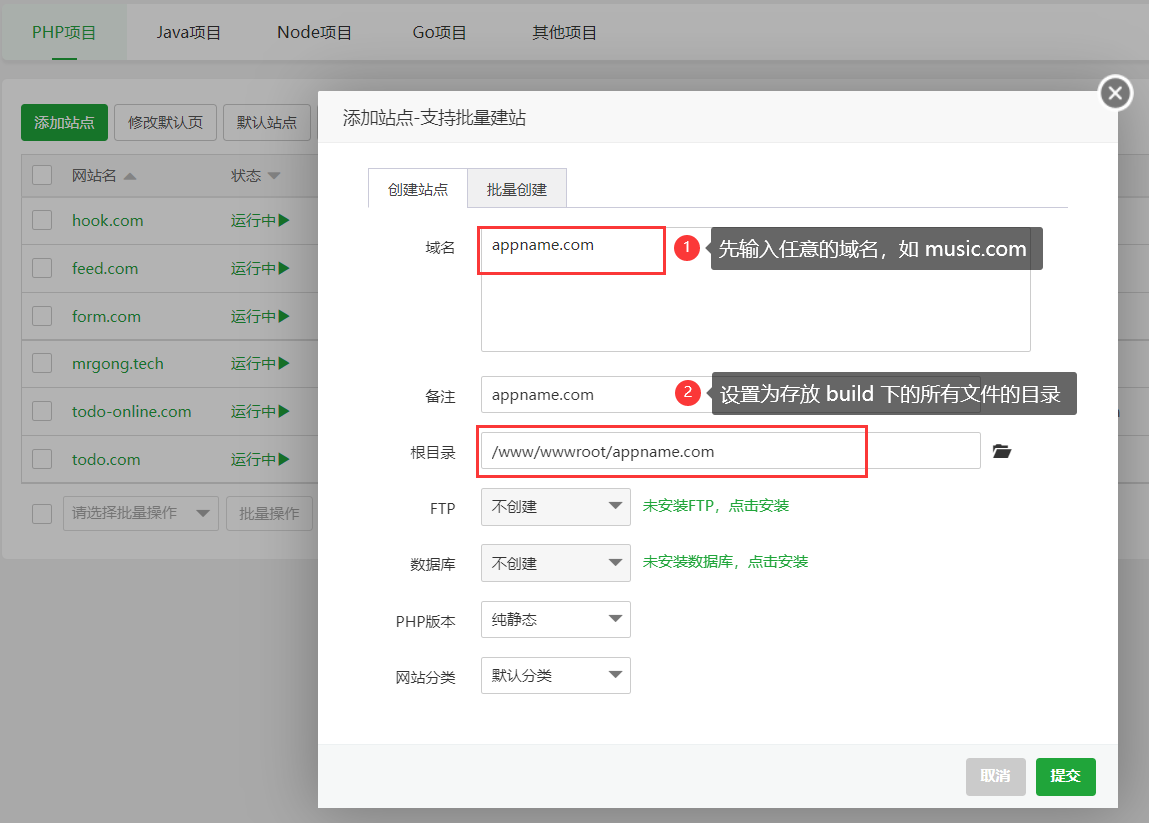 PHP项目 Java项目 Node项目 Go项目 其他项目
添加站点 修改默认页 默认站点
网站名 状态
hook.com 运行中
feed.com 运行中
form.com 运行中
mrgong.tech 运行中
todo-online.com 运行中
todo.com 运行中
请选择批量操作 批量操作
添加站点-支持批量建站
创建站点 批量创建
域名 appname.com 1 先输入任意的域名，如 music.com
备注 appname.com 2 设置为存放 build 下的所有文件的目录
根目录 /www/wwwroot/appname.com
FTP 不创建 未安装FTP，点击安装
数据库 不创建 未安装数据库，点击安装
PHP版本 纯静态
网站分类 默认分类
取消 提交